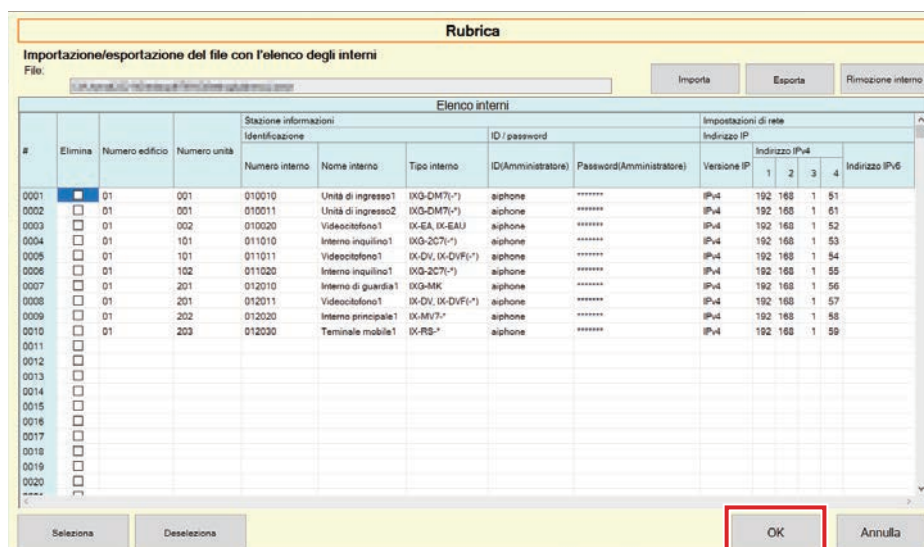 Rubrica
Importazione/esportazione del file con l'elenco degli interni
File:
Importa Esporta Rimozione interno
Elenco interni
Stazione informazioni Impostazioni di rete
Identificazione ID / password Indirizzo IP
# Elimina Numero edificio Numero unità Numero interno Nome interno Tipo interno ID(Amministratore) Password(Amministratore) Versione IP Indirizzo IPv4 Indirizzo IPv6
1 2 3 4
0001 01 001 010010 Unità di ingresso1 IXG-DM7(-*) aiphone ******* IPv4 192 168 1 51
0002 01 001 010011 Unità di ingresso2 IXG-DM7(-*) aiphone ******* IPv4 192 168 1 61
0003 01 002 010020 Videocitofono1 IX-EA, IX-EAU aiphone ******* IPv4 192 168 1 52
0004 01 101 011010 Interno inquilino1 IXG-2C7(-*) aiphone ******* IPv4 192 168 1 53
0005 01 101 011011 Videocitofono1 IX-DV, IX-DVF(-*) aiphone ******* IPv4 192 168 1 54
0006 01 102 011020 Interno inquilino1 IXG-2C7(-*) aiphone ******* IPv4 192 168 1 55
0007 01 201 012010 Interno di guardia1 IXG-MK aiphone ******* IPv4 192 168 1 56
0008 01 201 012011 Videocitofono1 IX-DV, IX-DVF(-*) aiphone ******* IPv4 192 168 1 57
0009 01 202 012020 Interno principale1 IX-MV7-* aiphone ******* IPv4 192 168 1 58
0010 01 203 012030 Teminale mobile1 IX-RS-* aiphone ******* IPv4 192 168 1 59
0011
0012
0013
0014
0015
0016
0017
0018
0019
0020
Seleziona Deseleziona OK Annulla